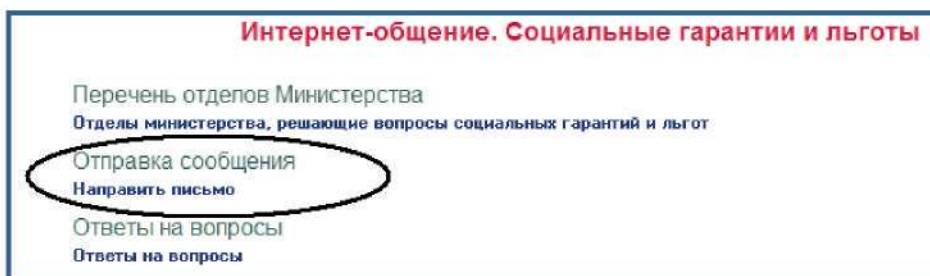 Интернет-общение. Социальные гарантии и льготы
Перечень отделов Министерства
Отделы министерства, решающие вопросы социальных гарантий и льгот
Отправка сообщения
Направить письмо
Ответы на вопросы
Ответы на вопросы